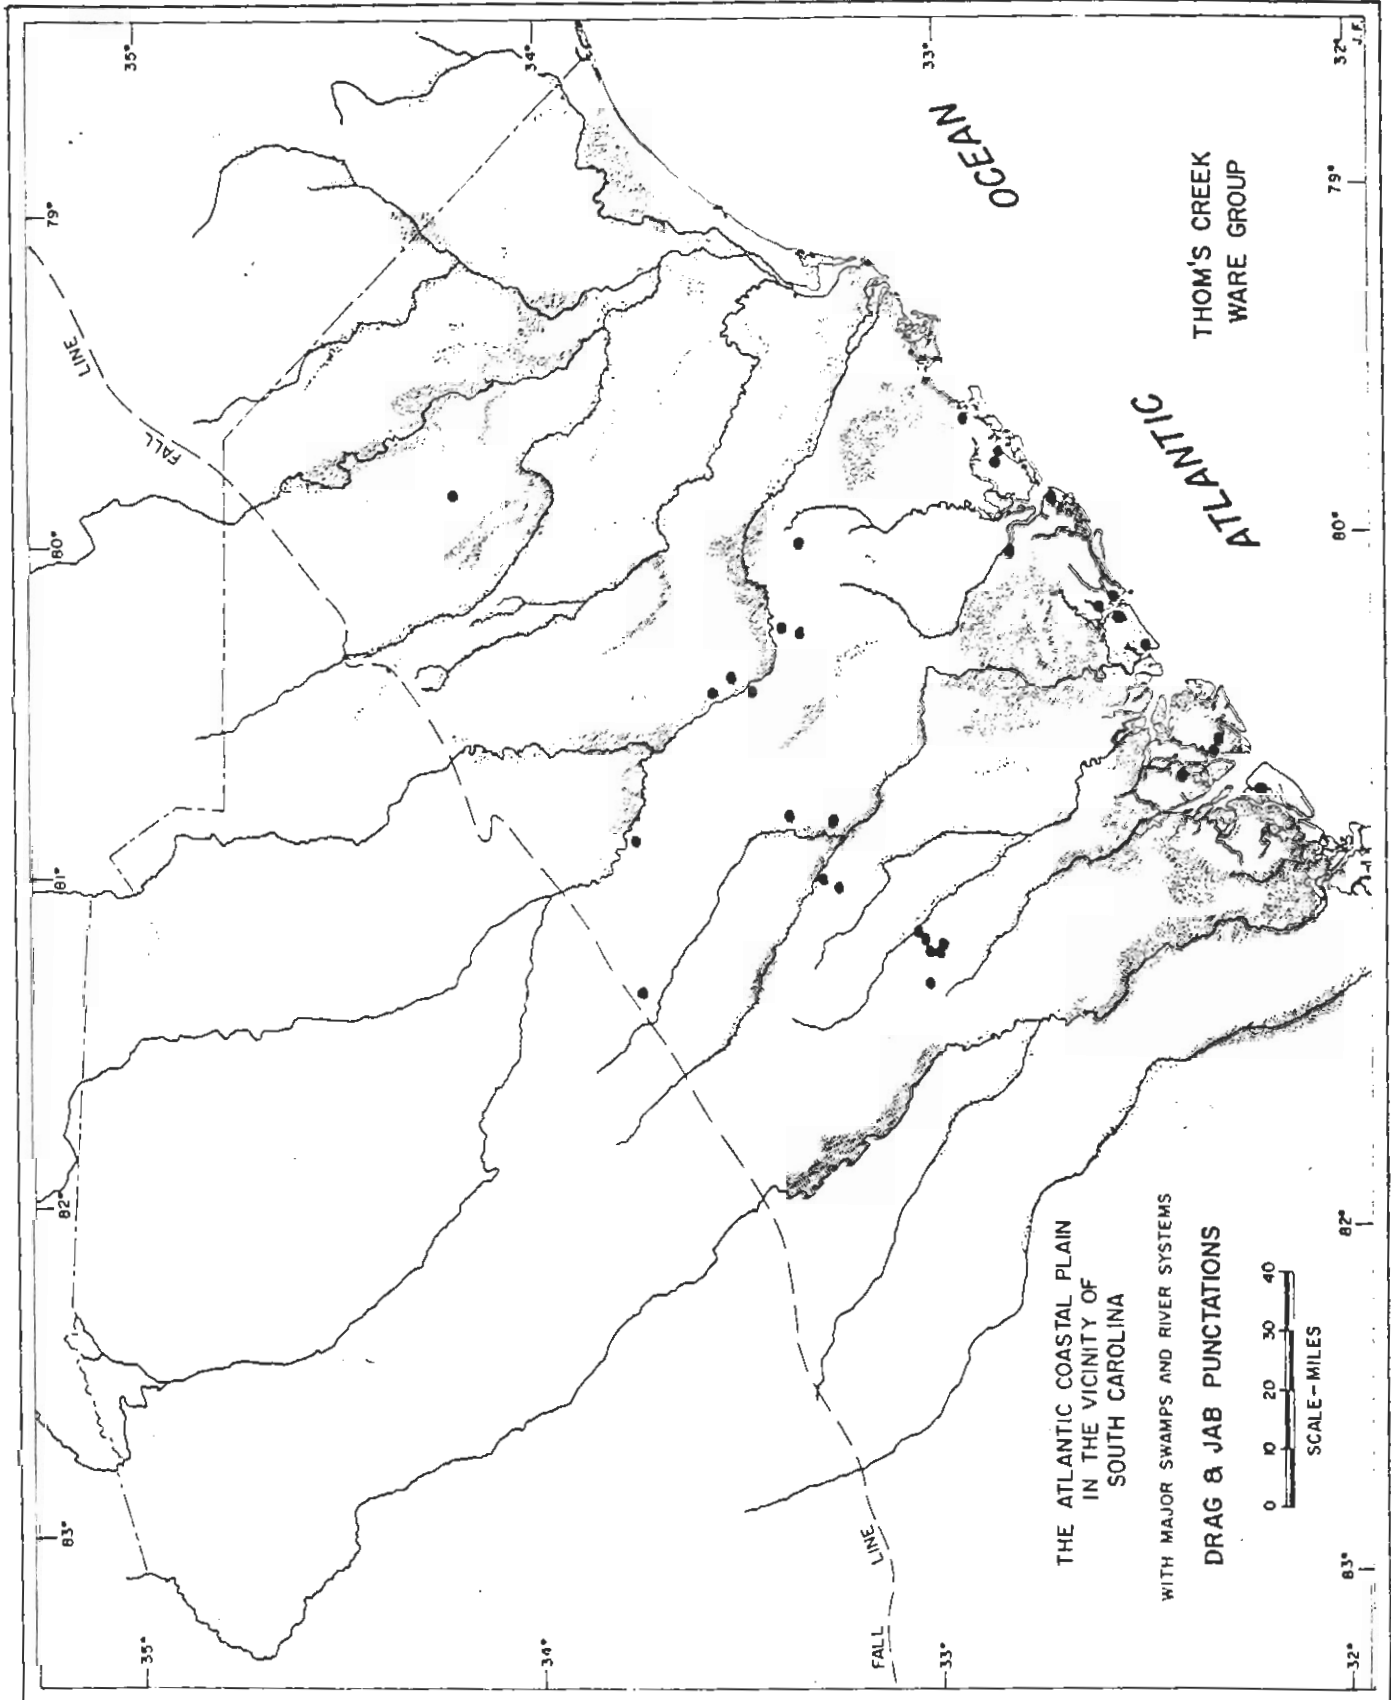 83°
82°
81°
80°
79°
35°
35°
34°
34°
33°
33°
32°
32°
J.F.
FALL
LINE
FALL
LINE
ATLANTIC
OCEAN
THOM'S CREEK
WARE GROUP
THE ATLANTIC COASTAL PLAIN
IN THE VICINITY OF
SOUTH CAROLINA
WITH MAJOR SWAMPS AND RIVER SYSTEMS
DRAG & JAB PUNCTATIONS
0 10 20 30 40
SCALE-MILES
83°
82°
80°
79°